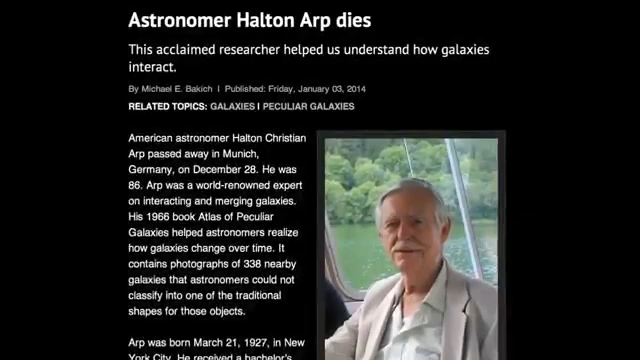 Astronomer Halton Arp dies
This acclaimed researcher helped us understand how galaxies
interact.
By Michael E. Bakich | Published: Friday, January 03, 2014
RELATED TOPICS: GALAXIES | PECULIAR GALAXIES
American astronomer Halton Christian
Arp passed away in Munich,
Germany, on December 28. He was
86. Arp was a world-renowned expert
on interacting and merging galaxies.
His 1966 book Atlas of Peculiar
Galaxies helped astronomers realize
how galaxies change over time. It
contains photographs of 338 nearby
galaxies that astronomers could not
classify into one of the traditional
shapes for those objects.
Arp was born March 21, 1927, in New
York City. He received a bachelor's